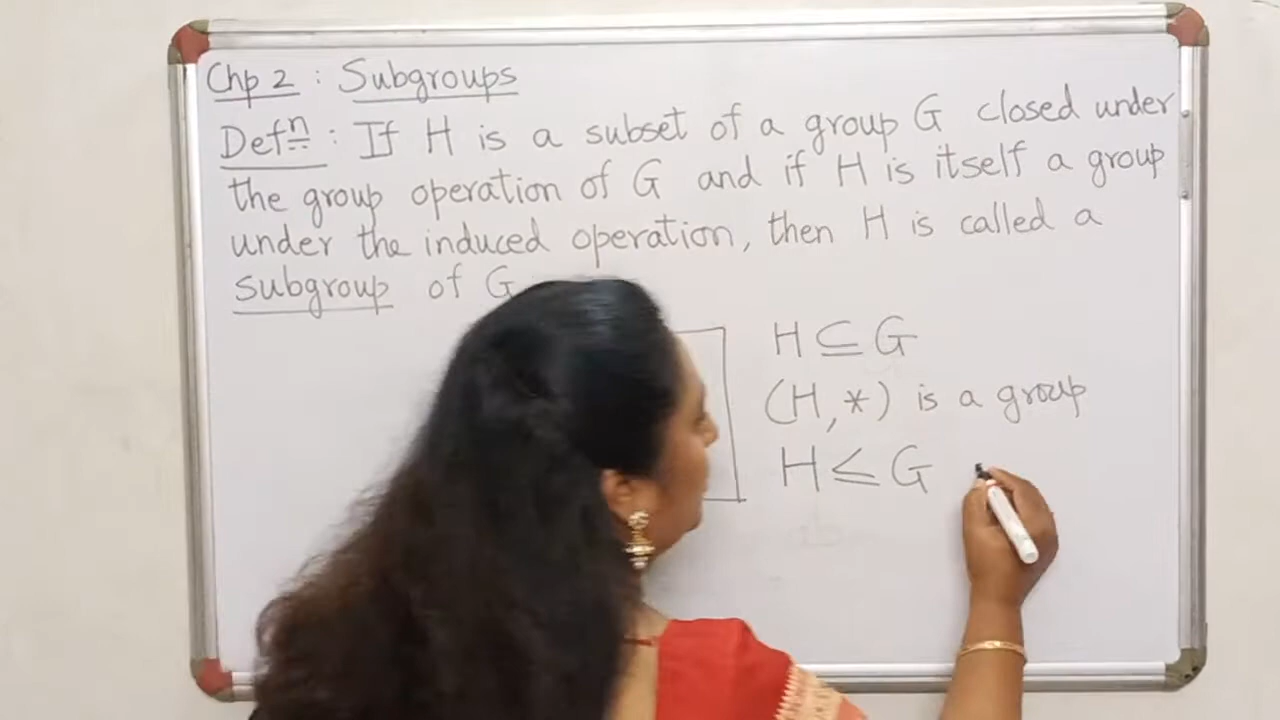 Chp 2 : Subgroups
Defⁿ : If H is a subset of a group G closed under
the group operation of G and if H is itself a group
under the induced operation, then H is called a
subgroup of G
H ⊆ G
(H, *) is a group
H ≤ G